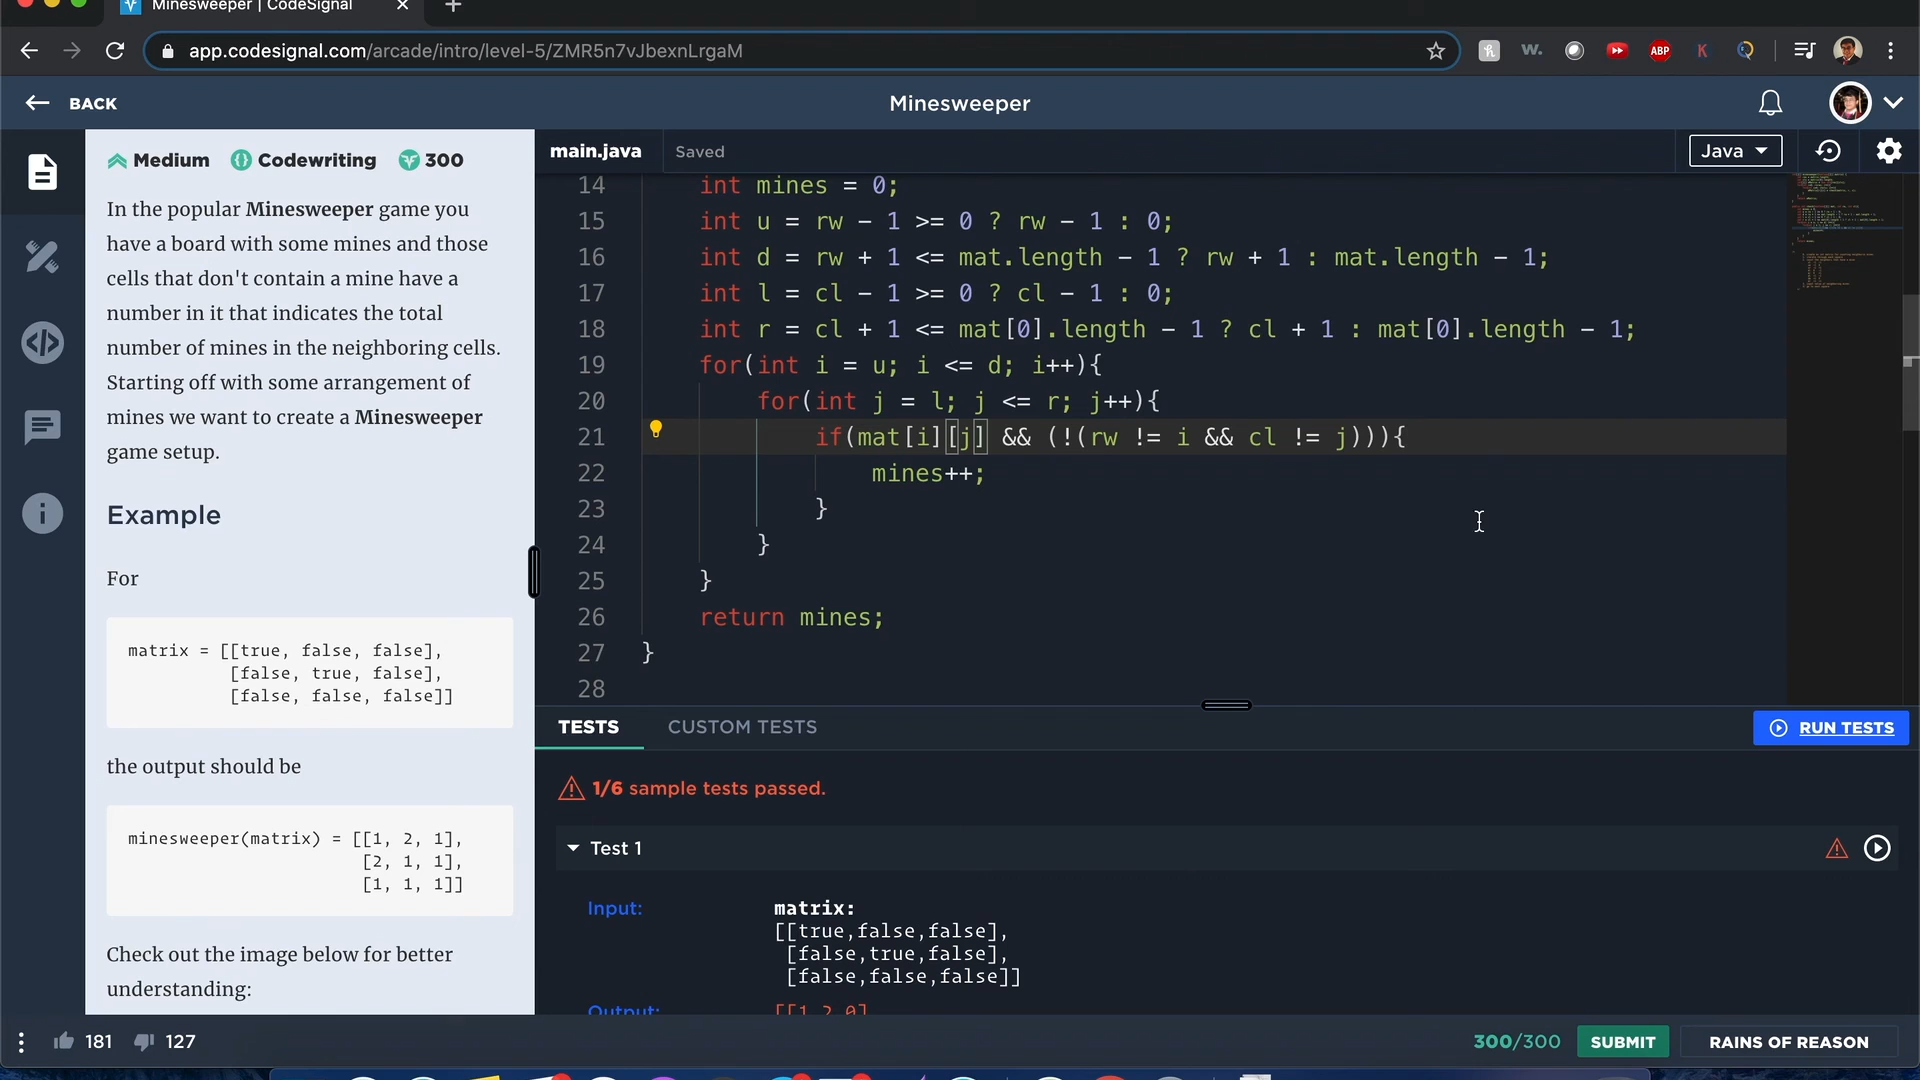 Minesweeper | CodeSignal
app.codesignal.com/arcade/intro/level-5/ZMR5n7vJbexnLrgaM
w.
ABP
K
BACK
Minesweeper
Medium
Codewriting
300
In the popular Minesweeper game you
have a board with some mines and those
cells that don't contain a mine have a
number in it that indicates the total
number of mines in the neighboring cells.
Starting off with some arrangement of
mines we want to create a Minesweeper
game setup.
Example
For
matrix = [[true, false, false],
[false, true, false],
[false, false, false]]
the output should be
minesweeper(matrix) = [[1, 2, 1],
[2, 1, 1],
[1, 1, 1]]
Check out the image below for better
understanding:
181
127
main.java
Saved
Java
14 int mines = 0;
15 int u = rw - 1 >= 0 ? rw - 1 : 0;
16 int d = rw + 1 <= mat.length - 1 ? rw + 1 : mat.length - 1;
17 int l = cl - 1 >= 0 ? cl - 1 : 0;
18 int r = cl + 1 <= mat[0].length - 1 ? cl + 1 : mat[0].length - 1;
19 for(int i = u; i <= d; i++){
20 for(int j = l; j <= r; j++){
21 if(mat[i][j] && (!(rw != i && cl != j))){
22 mines++;
23 }
24 }
25 }
26 return mines;
27 }
28
TESTS
CUSTOM TESTS
RUN TESTS
1/6 sample tests passed.
Test 1
Input:
matrix:
[[true,false,false],
[false,true,false],
[false,false,false]]
Output:
[[1,2,0],
300/300
SUBMIT
RAINS OF REASON